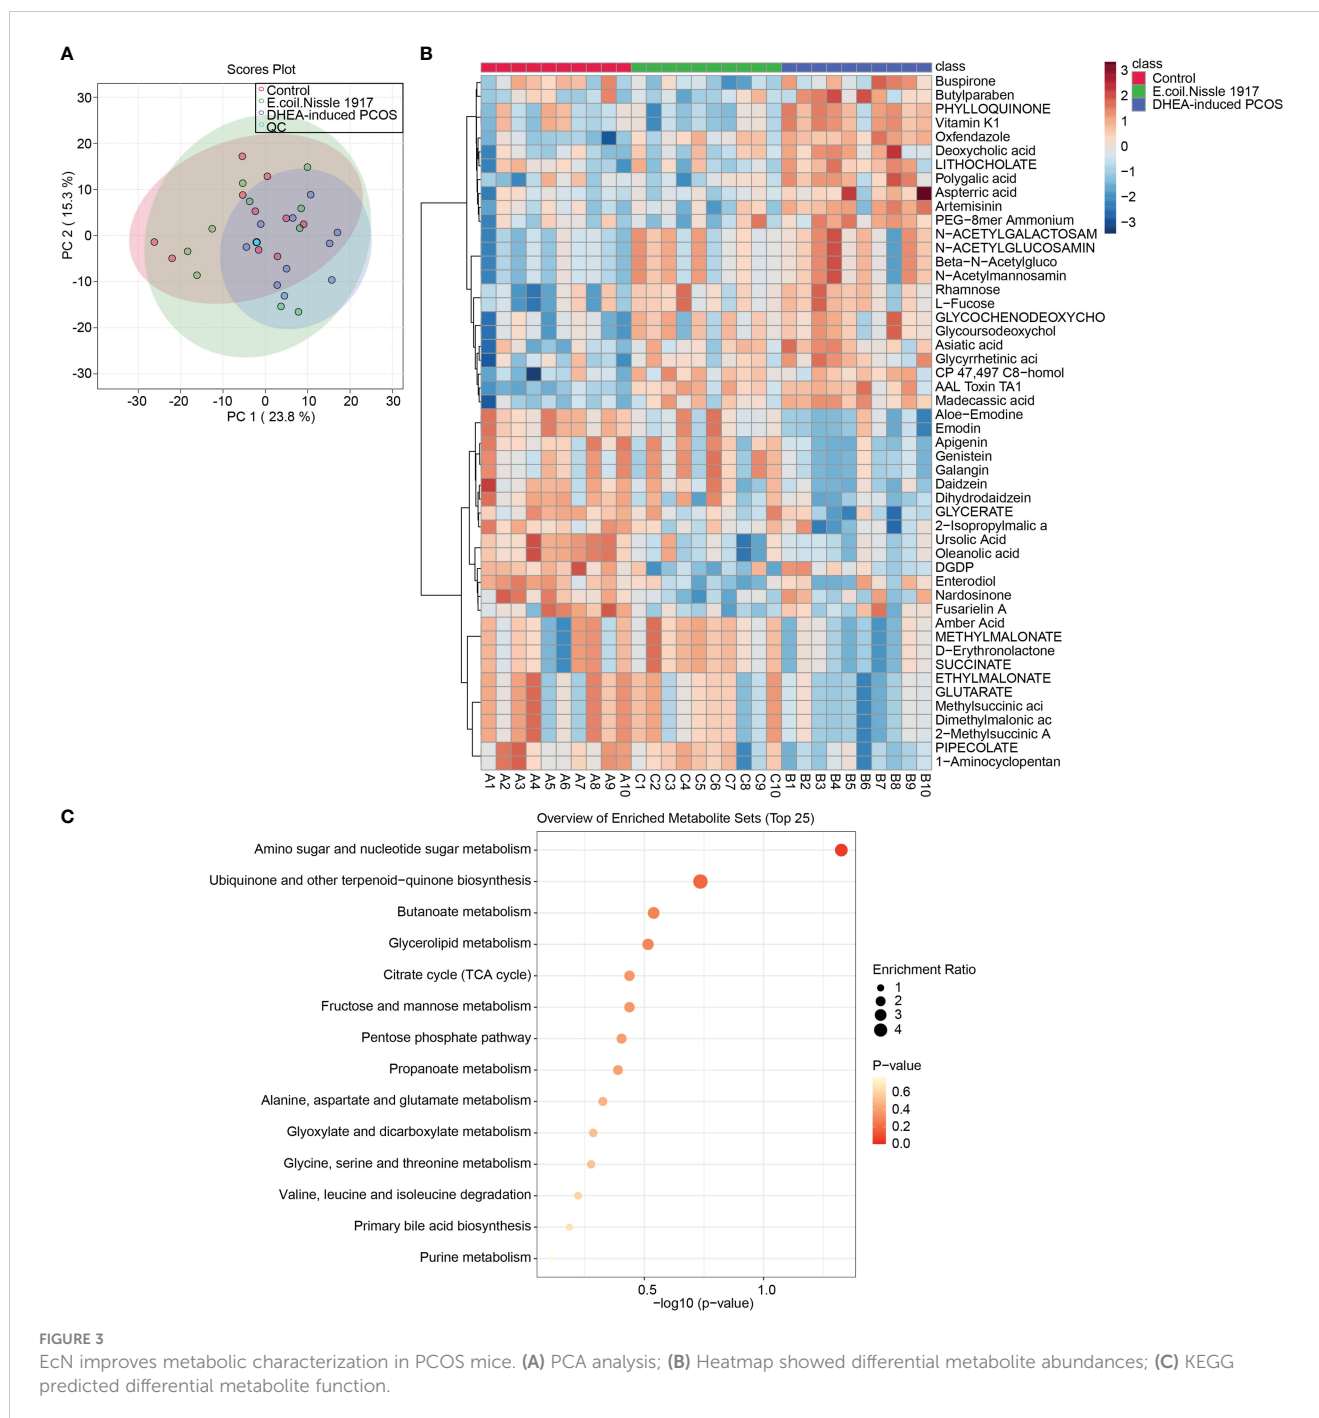 A
Scores Plot
Control
E.coil.Nissle 1917
DHEA-induced PCOS
QC
PC 2 ( 15.3 %)
30
20
10
0
-10
-20
-30
-30
-20
-10
0
10
20
30
PC 1 ( 23.8 %)
B
class
Buspirone
Butylparaben
PHYLLOQUINONE
Vitamin K1
Oxfendazole
Deoxycholic acid
LITHOCHOLATE
Polygalic acid
Aspterric acid
Artemisinin
PEG−8mer Ammonium
N−ACETYLGALACTOSAM
N−ACETYLGLUCOSAMIN
Beta−N−Acetylgluco
N−Acetylmannosamin
Rhamnose
L−Fucose
GLYCOCHENODEOXYCHO
Glycoursodeoxychol
Asiatic acid
Glycyrrhetinic aci
CP 47,497 C8−homol
AAL Toxin TA1
Madecassic acid
Aloe−Emodine
Emodin
Apigenin
Genistein
Galangin
Daidzein
Dihydrodaidzein
GLYCERATE
2−Isopropylmalic a
Ursolic Acid
Oleanolic acid
DGDP
Enterodiol
Nardosinone
Fusarielin A
Amber Acid
METHYLMALONATE
D−Erythronolactone
SUCCINATE
ETHYLMALONATE
GLUTARATE
Methylsuccinic aci
Dimethylmalonic ac
2−Methylsuccinic A
PIPECOLATE
1−Aminocyclopentan
A1
A2
A3
A4
A5
A6
A7
A8
A9
A10
C1
C2
C3
C4
C5
C6
C7
C8
C9
C10
B1
B2
B3
B4
B5
B6
B7
B8
B9
B10
3
2
1
0
−1
−2
−3
class
Control
E.coil.Nissle 1917
DHEA-induced PCOS
C
Overview of Enriched Metabolite Sets (Top 25)
Amino sugar and nucleotide sugar metabolism
Ubiquinone and other terpenoid−quinone biosynthesis
Butanoate metabolism
Glycerolipid metabolism
Citrate cycle (TCA cycle)
Fructose and mannose metabolism
Pentose phosphate pathway
Propanoate metabolism
Alanine, aspartate and glutamate metabolism
Glyoxylate and dicarboxylate metabolism
Glycine, serine and threonine metabolism
Valine, leucine and isoleucine degradation
Primary bile acid biosynthesis
Purine metabolism
0.5
1.0
−log10 (p−value)
Enrichment Ratio
1
2
3
4
P−value
0.6
0.4
0.2
0.0
FIGURE 3
EcN improves metabolic characterization in PCOS mice. (A) PCA analysis; (B) Heatmap showed differential metabolite abundances; (C) KEGG
predicted differential metabolite function.